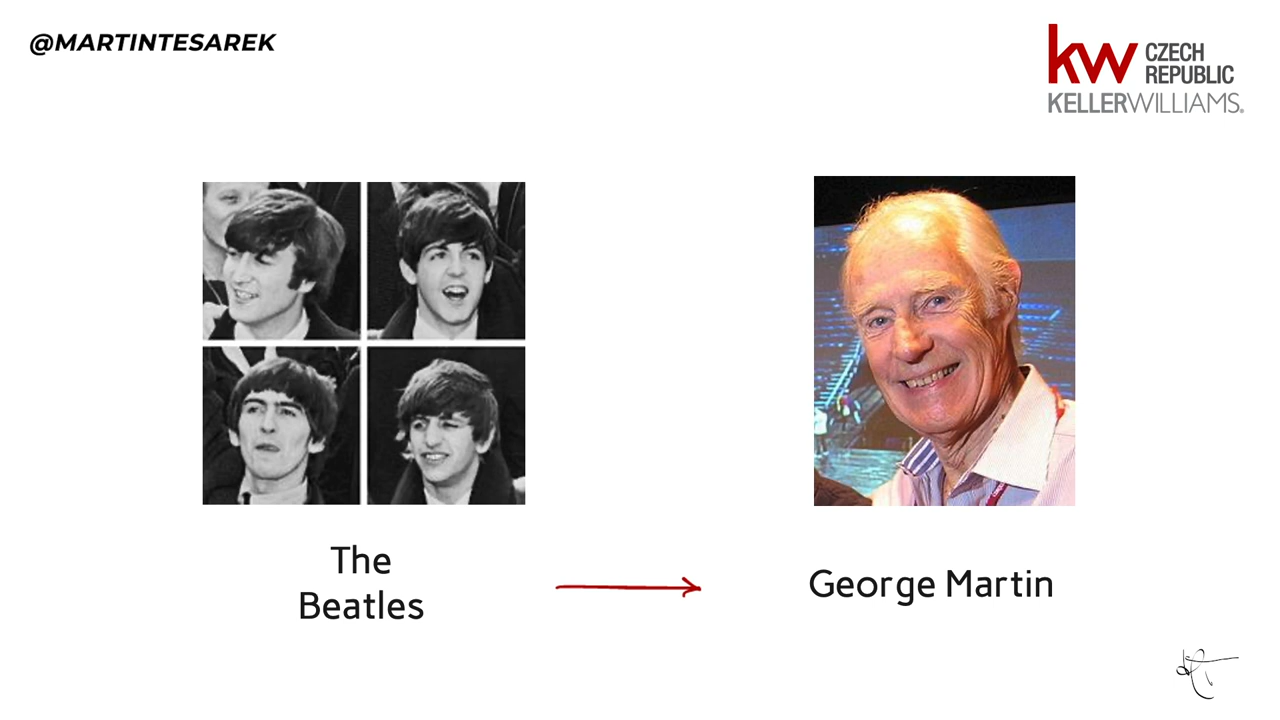 @MARTINTESAREK
kw CZECH
REPUBLIC
KELLERWILLIAMS.
The
Beatles
George Martin